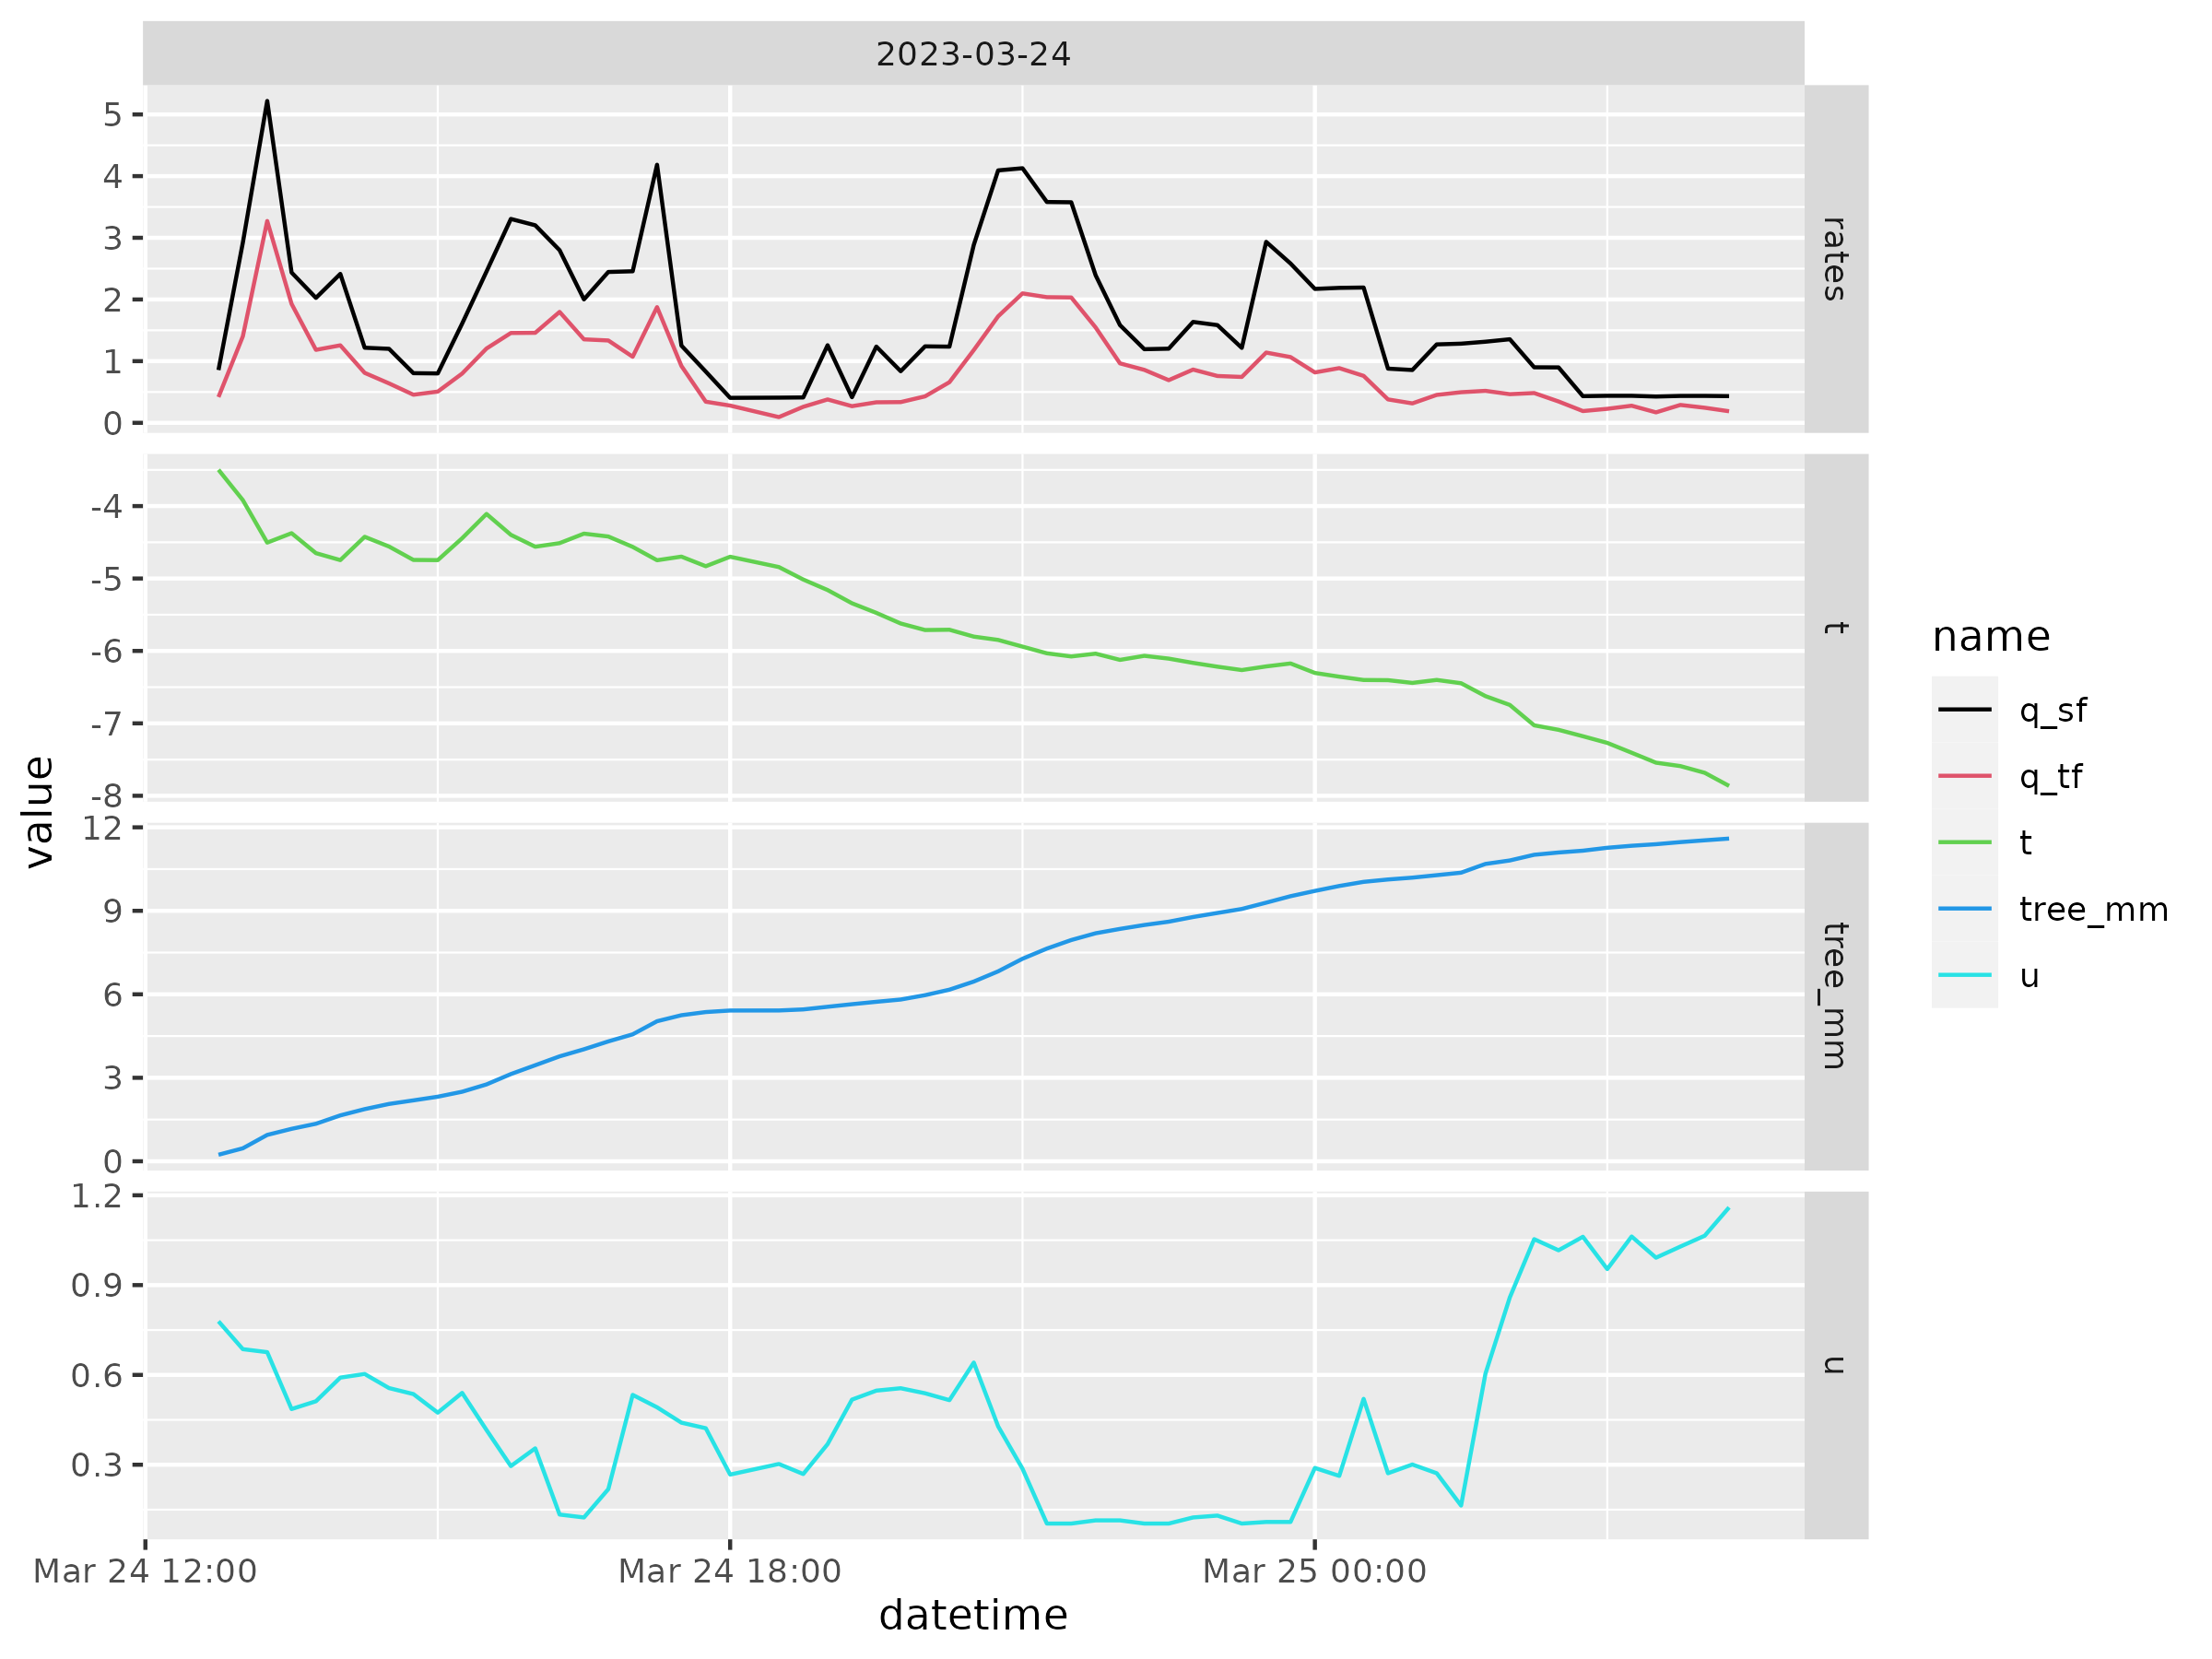 2023-03-24
5
4
3
2
1
0
rates
-4
-5
-6
-7
-8
t
12
9
6
3
0
tree_mm
1.2
0.9
0.6
0.3
u
Mar 24 12:00
Mar 24 18:00
Mar 25 00:00
datetime
value
name
q_sf
q_tf
t
tree_mm
u